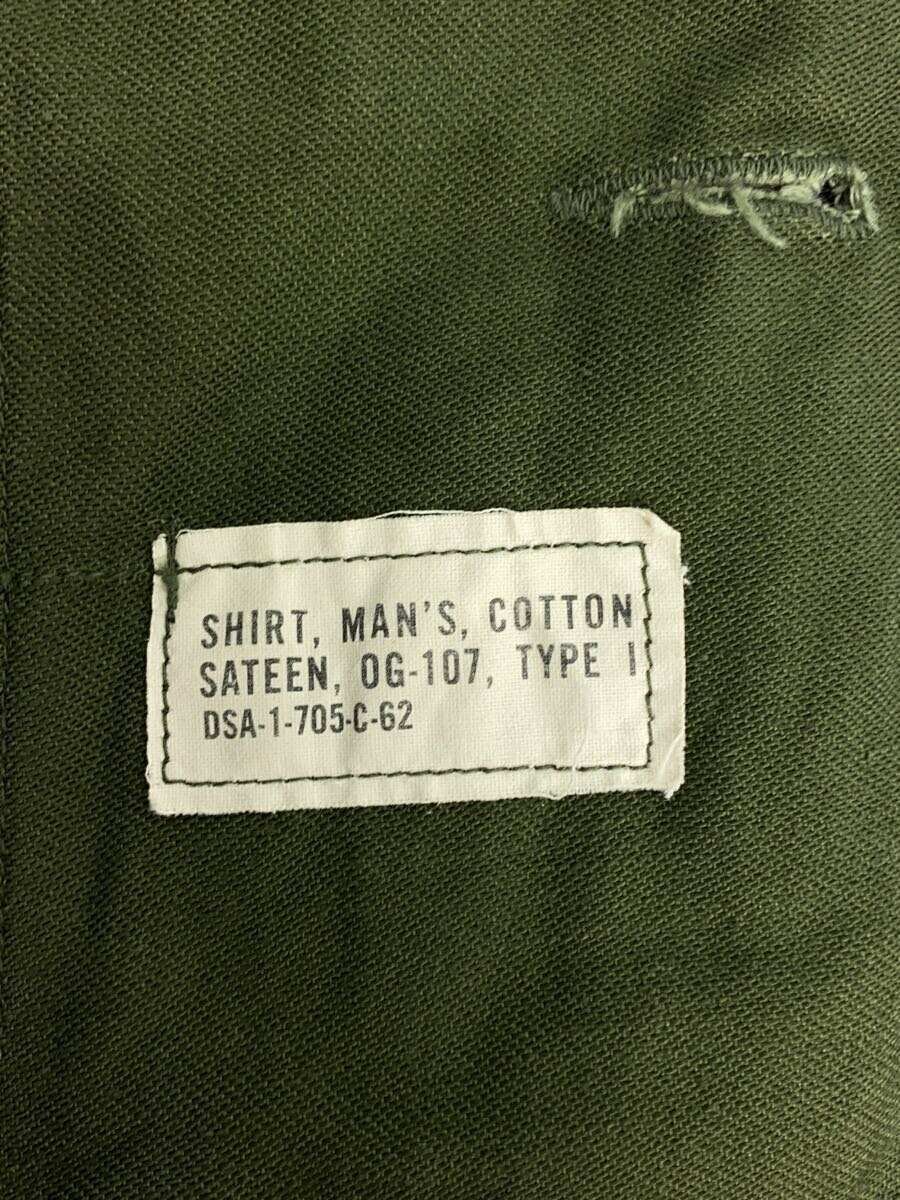 SHIRT, MAN'S, COTTON
SATEEN, OG-107, TYPE I
DSA-1-705-C-62